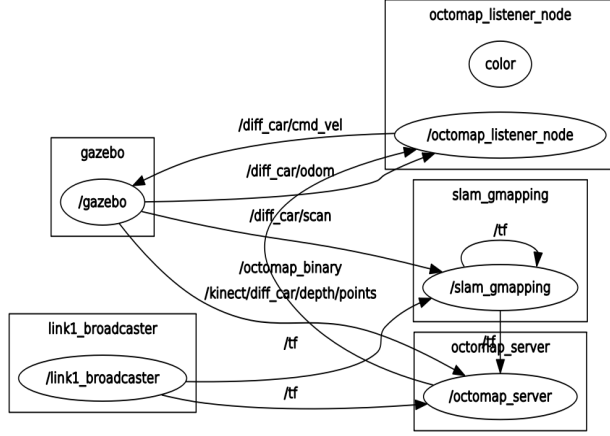 octomap_listener_node
color
/diff_car/cmd_vel
/octomap_listener_node
gazebo
/diff_car/odom
/gazebo
slam_gmapping
/diff_car/scan
/tf
/octomap_binary
/kinect/diff_car/depth/points
/slam_gmapping
link1_broadcaster
/tf
/tf
octomap_server
/link1_broadcaster
/tf
/octomap_server